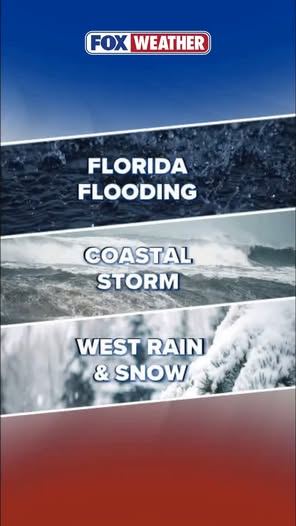 FOX WEATHER
FLORIDA
FLOODING
COASTAL
STORM
WEST RAIN
& SNOW